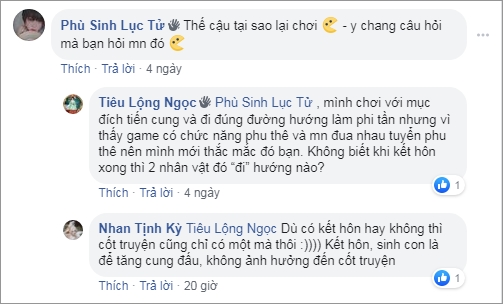 Phù Sinh Lục Tử Thế cậu tại sao lại chơi - y chang câu hỏi
mà bạn hỏi mn đó
Thích · Trả lời · 4 ngày
Tiêu Lộng Ngọc Phù Sinh Lục Tử , mình chơi với mục
đích tiến cung và đi đúng đường hướng làm phi tần nhưng vì
thấy game có chức năng phu thê và mn đua nhau tuyển phu
thê nên mình mới thắc mắc đó bạn. Không biết khi kết hôn
xong thì 2 nhân vật đó “đi” hướng nào?
1
Thích · Trả lời · 4 ngày
Nhan Tịnh Kỳ Tiêu Lộng Ngọc Dù có kết hôn hay không thì
cốt truyện cũng chỉ có một mà thôi :)))) Kết hôn, sinh con là
để tăng cung đấu, không ảnh hưởng đến cốt truyện
1
Thích · Trả lời · 20 giờ